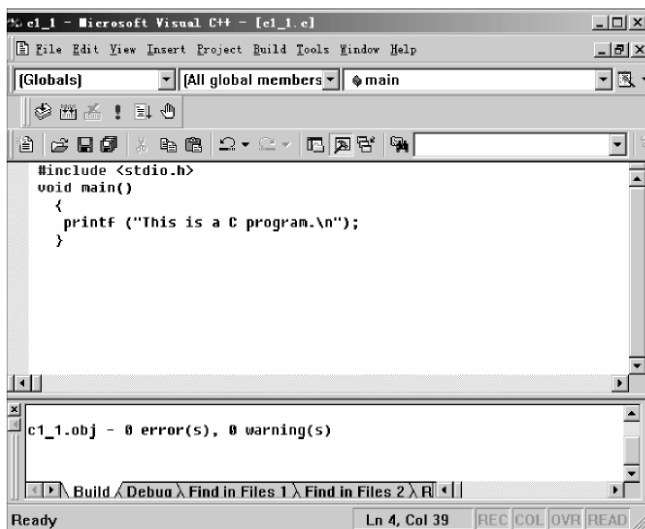 c1_1 - Microsoft Visual C++ - [c1_1.c]
File Edit View Insert Project Build Tools Window Help
(Globals) (All global members main
#include <stdio.h>
void main()
{
printf ("This is a C program.\n");
}
c1_1.obj - 0 error(s), 0 warning(s)
Build Debug Find in Files 1 Find in Files 2 R
Ready Ln 4, Col 39 REC COL OVR READ